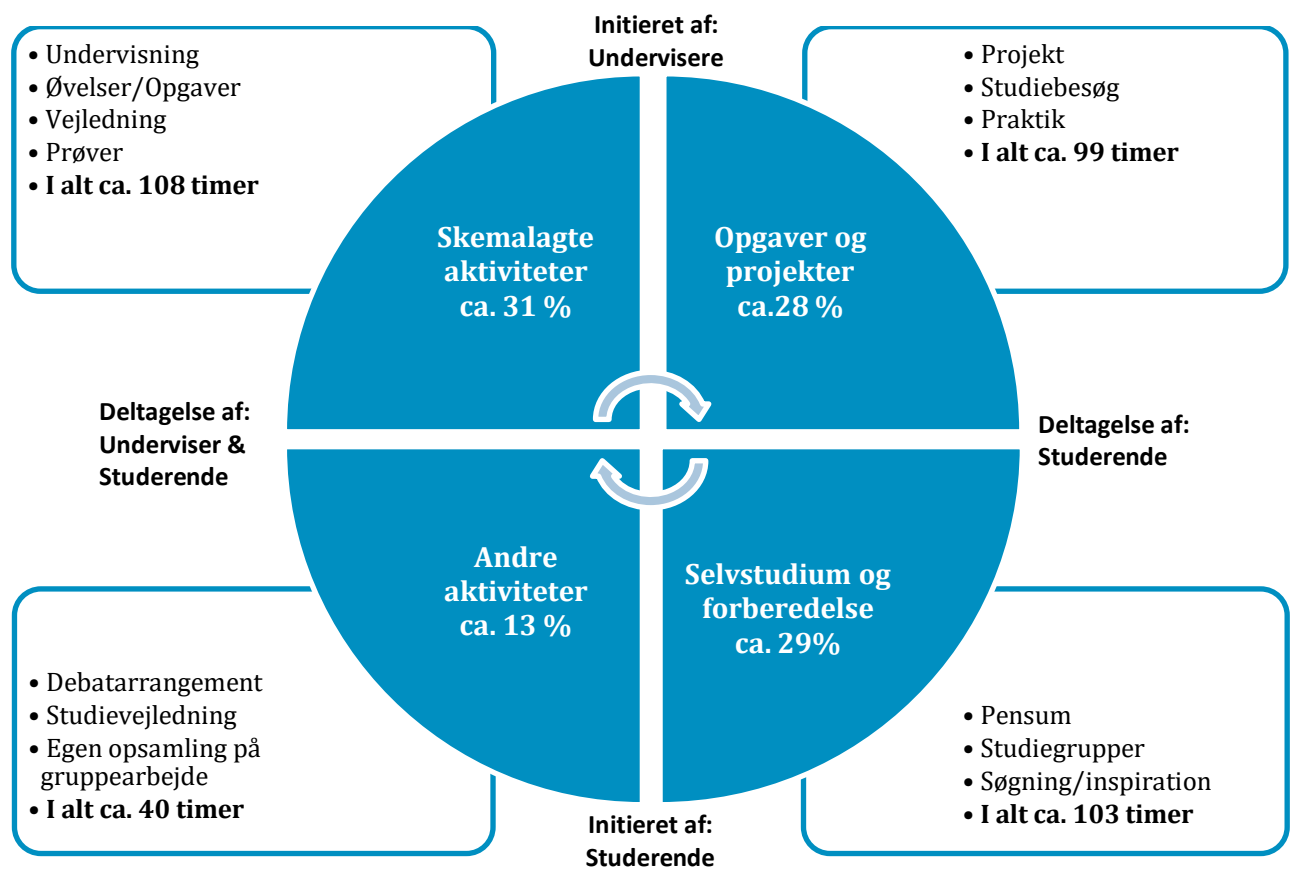 Initieret af:
Undervisere
• Undervisning
• Øvelser/Opgaver
• Vejledning
• Prøver
• I alt ca. 108 timer
• Projekt
• Studiebesøg
• Praktik
• I alt ca. 99 timer
Skemalagte
aktiviteter
ca. 31 %
Opgaver og
projekter
ca.28 %
Deltagelse af:
Underviser &
Studerende
Deltagelse af:
Studerende
Andre
aktiviteter
ca. 13 %
Selvstudium og
forberedelse
ca. 29%
• Debatarrangement
• Studievejledning
• Egen opsamling på
gruppearbejde
• I alt ca. 40 timer
• Pensum
• Studiegrupper
• Søgning/inspiration
• I alt ca. 103 timer
Initieret af:
Studerende